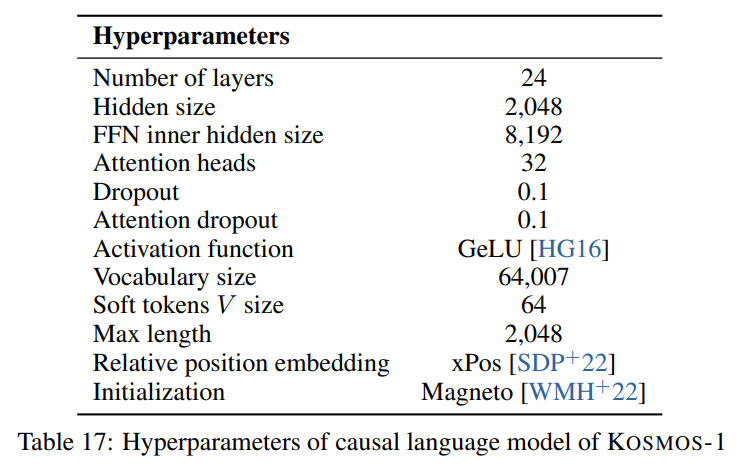 Hyperparameters
Number of layers 24
Hidden size 2,048
FFN inner hidden size 8,192
Attention heads 32
Dropout 0.1
Attention dropout 0.1
Activation function GeLU [HG16]
Vocabulary size 64,007
Soft tokens V size 64
Max length 2,048
Relative position embedding xPos [SDP+22]
Initialization Magneto [WMH+22]
Table 17: Hyperparameters of causal language model of KOSMOS-1